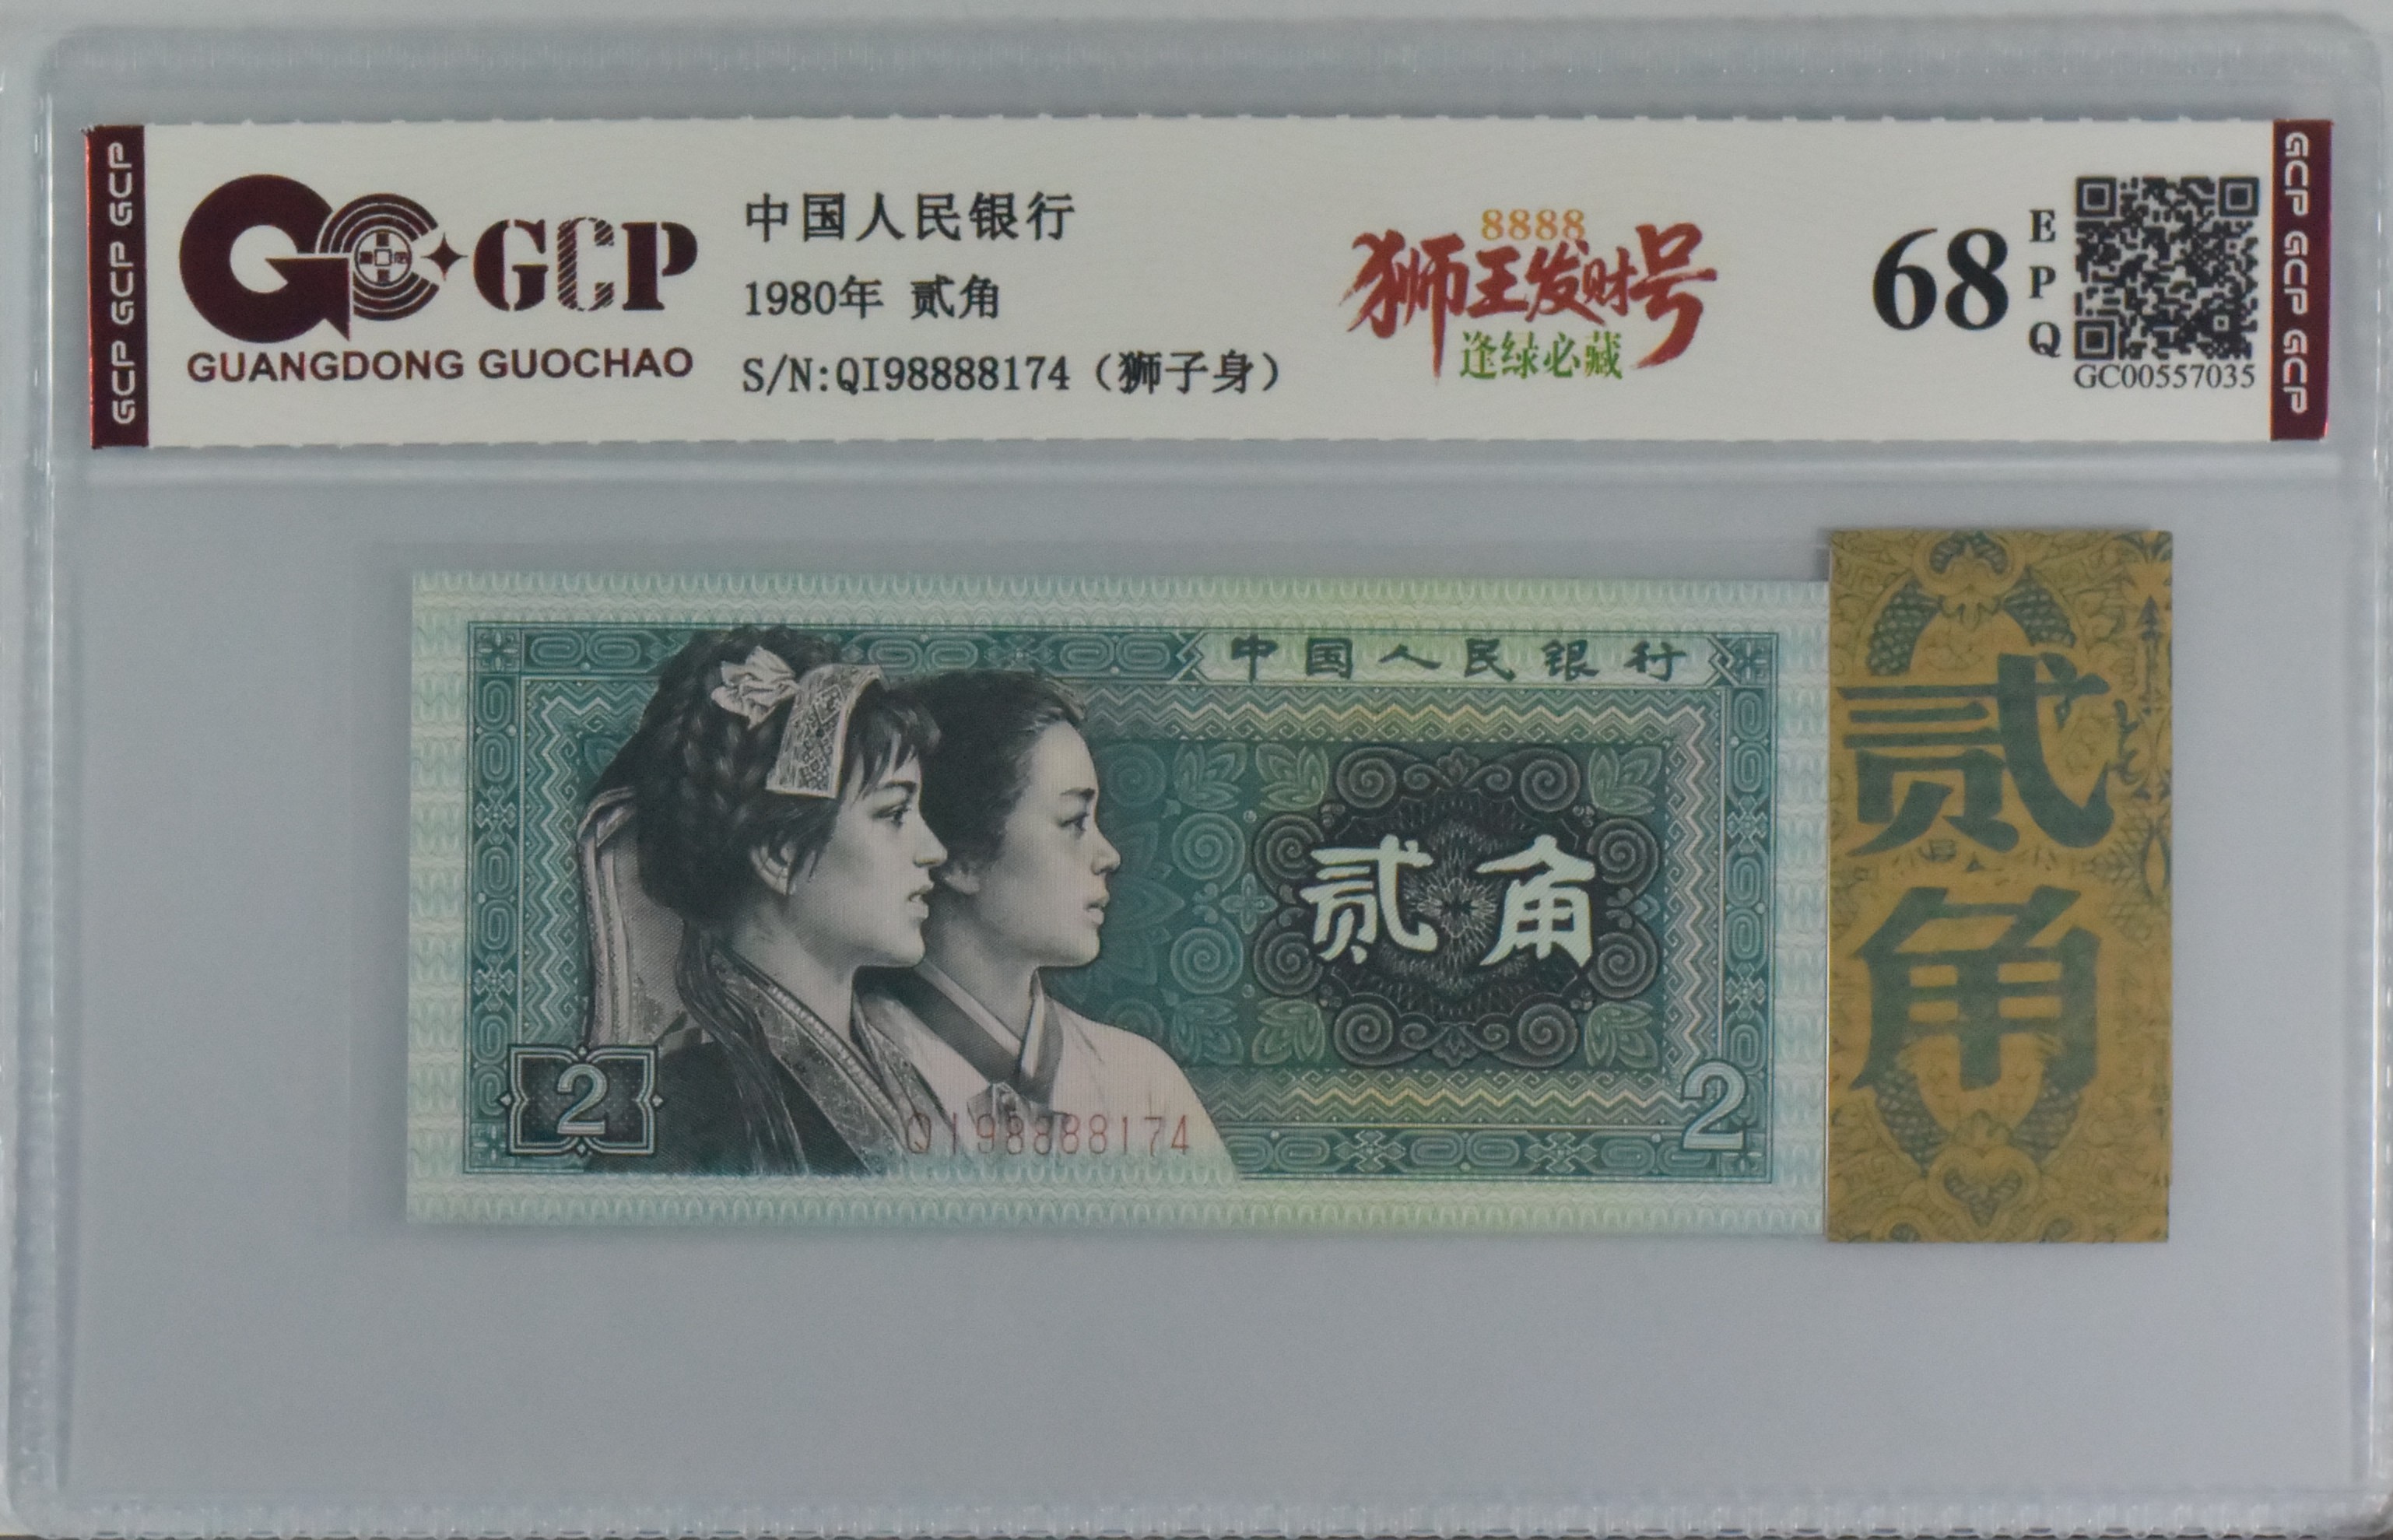 GCP GCP GCP
GCP
GUANGDONG GUOCHAO
中国人民银行
1980年 贰角
S/N:QI98888174（狮子身）
8888
狮王发财号
逢绿必藏
68
EPQ
GC00557035
GCP GCP GCP
中国人民银行
贰角
2
QI98888174
2
贰角